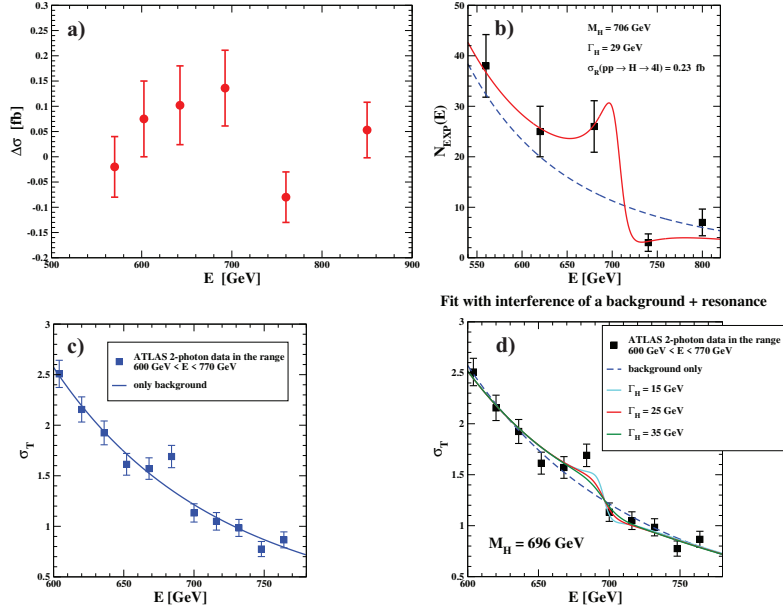 a)
0.3
0.25
0.2
0.15
0.1
0.05
0
-0.05
-0.1
-0.15
-0.2
Δσ [fb]
500 600 700 800 900
E [GeV]
b)
M_H = 706 GeV
Γ_H = 29 GeV
σ_R(pp → H → 4l) = 0.23 fb
50
40
30
20
10
0
N_EXP(E)
550 600 650 700 750 800
E [GeV]
Fit with interference of a background + resonance
c)
ATLAS 2-photon data in the range
600 GeV < E < 770 GeV
only background
3
2.5
2
1.5
1
0.5
σ_T
600 650 700 750
E [GeV]
d)
ATLAS 2-photon data in the range
600 GeV < E < 770 GeV
background only
Γ_H = 15 GeV
Γ_H = 25 GeV
Γ_H = 35 GeV
3
2.5
2
1.5
1
0.5
σ_T
M_H = 696 GeV
600 650 700 750
E [GeV]